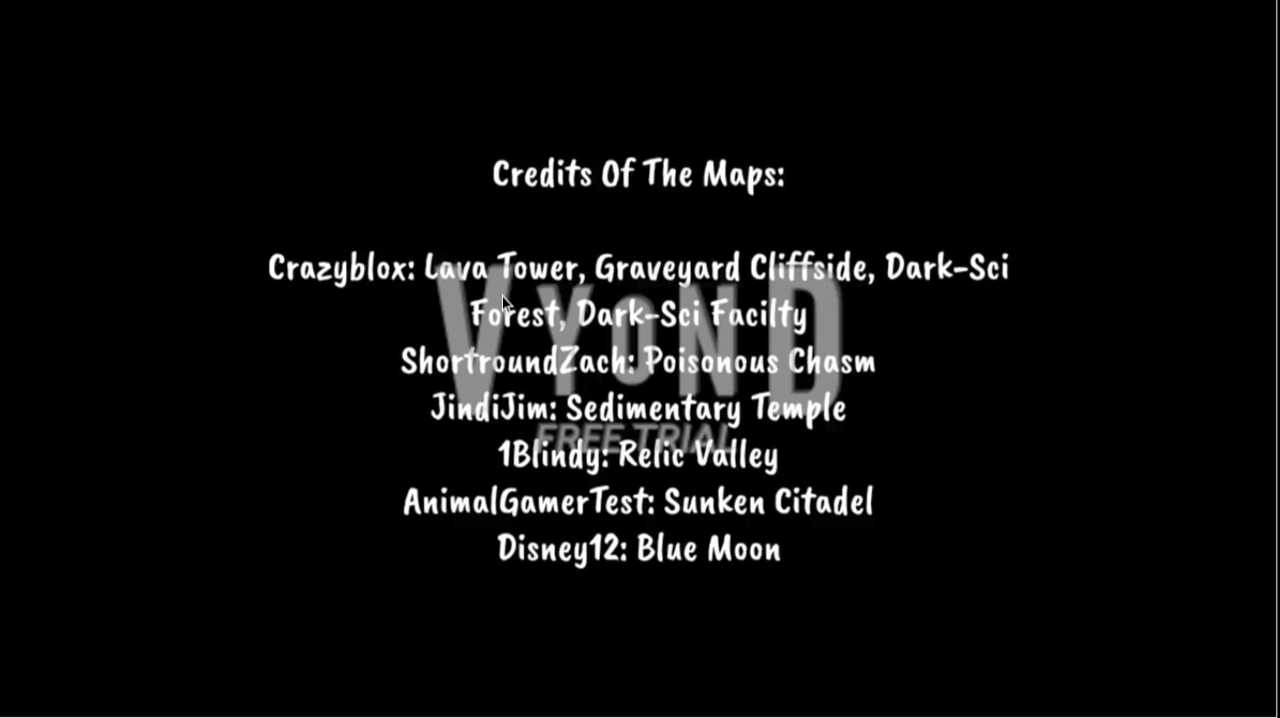 Credits Of The Maps:
Crazyblox: Lava Tower, Graveyard Cliffside, Dark-Sci
Forest, Dark-Sci Facilty
ShortroundZach: Poisonous Chasm
JindiJim: Sedimentary Temple
1Blindy: Relic Valley
AnimalGamerTest: Sunken Citadel
Disney12: Blue Moon
VYOND
FREE TRIAL